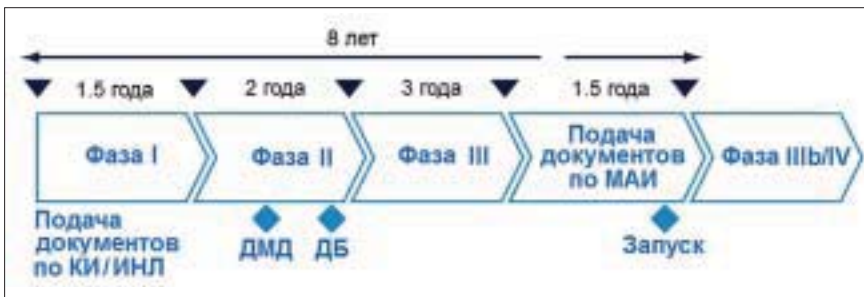 8 лет
1.5 года
2 года
3 года
1.5 года
Фаза I
Фаза II
Фаза III
Подача
документов
по МАИ
Фаза IIIb/IV
Подача
документов
по КИ/ИНЛ
ДМД
ДБ
Запуск